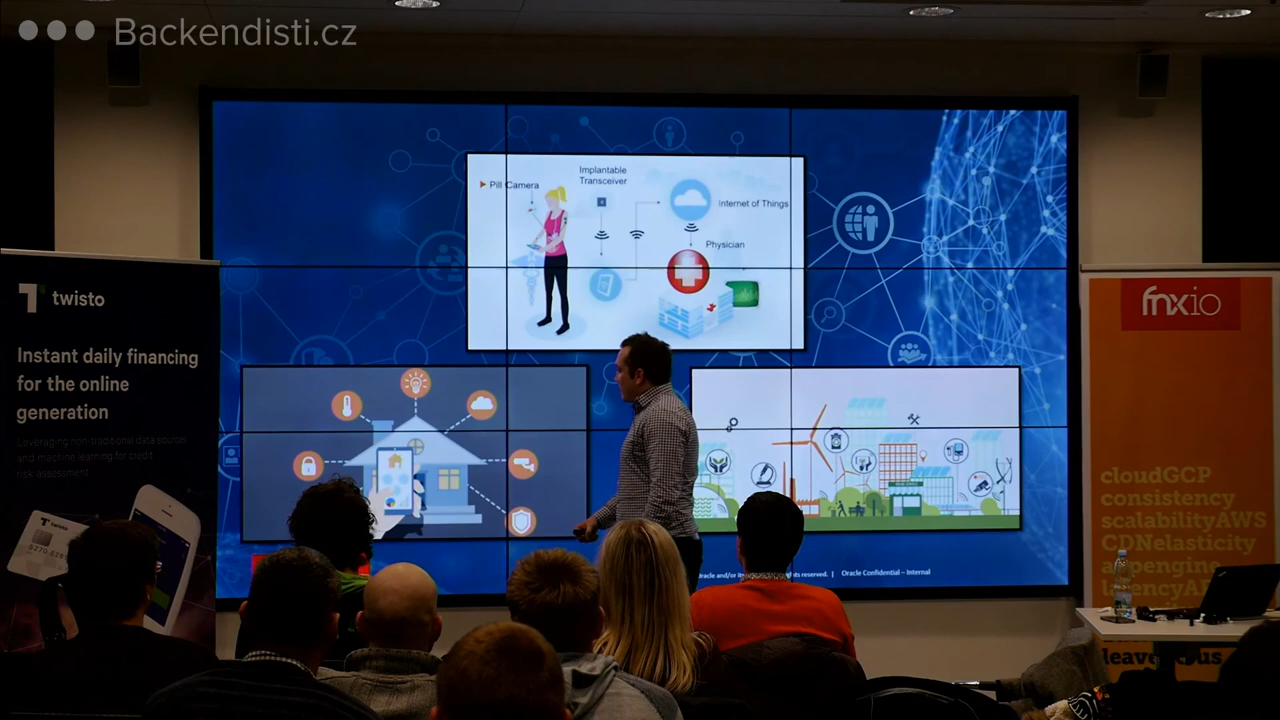 Backendisti.cz
Pill Camera
Implantable
Transceiver
Internet of Things
Physician
twisto
Instant daily financing
for the online
generation
Leveraging non-traditional data sources
and machine learning for credit
risk assessment
twisto
fnxio
cloudGCP
consistency
scalabilityAWS
CDNelasticity
reserved. | Oracle Confidential – Internal